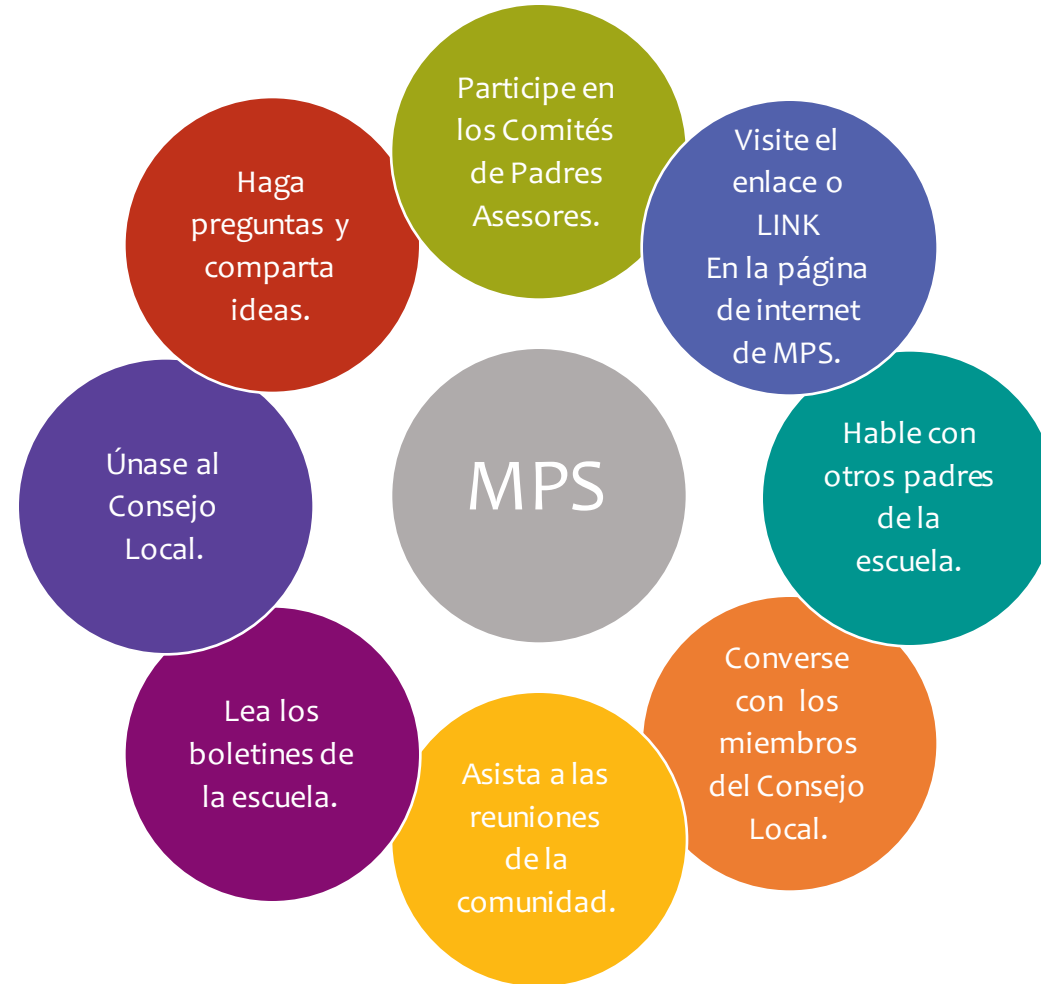 Participe en
los Comités
de Padres
Asesores.
Visite el
enlace o
LINK
En la página
de internet
de MPS.
Hable con
otros padres
de la
escuela.
Converse
con los
miembros
del Consejo
Local.
Asista a las
reuniones
de la
comunidad.
Lea los
boletines de
la escuela.
Únase al
Consejo
Local.
Haga
preguntas y
comparta
ideas.
MPS